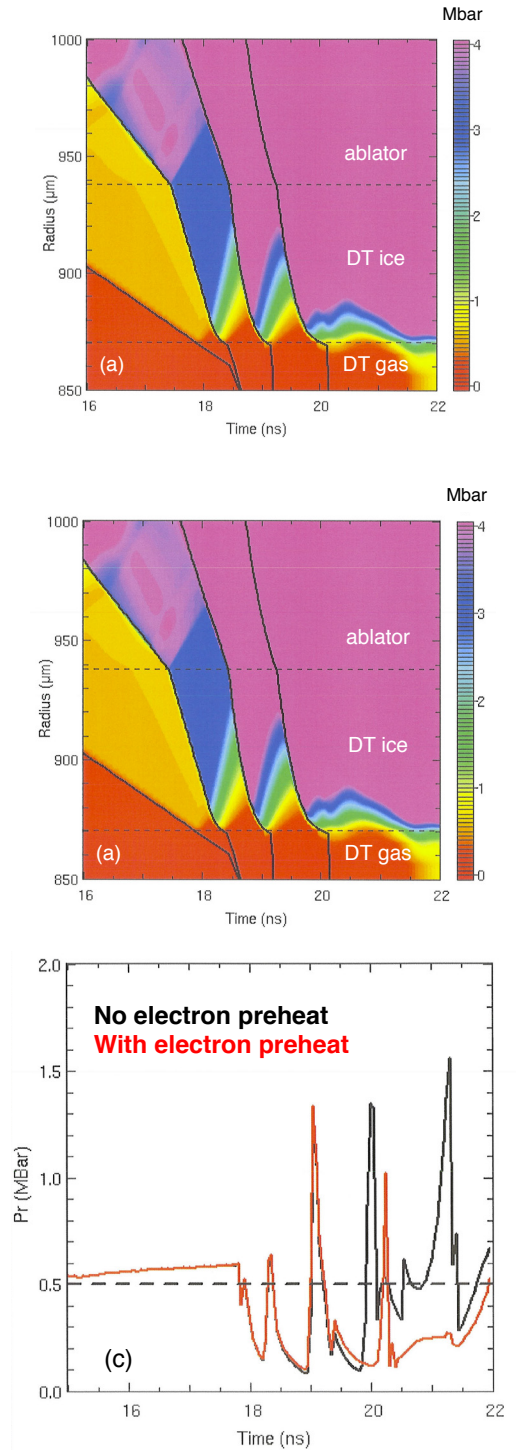 Mbar
1000
4
950
3
ablator
Radius (µm)
2
DT ice
900
1
(a)
DT gas
850
0
16
18
20
22
Time (ns)
Mbar
1000
4
950
3
ablator
Radius (µm)
2
DT ice
900
1
(a)
DT gas
850
0
16
18
20
22
Time (ns)
2.0
No electron preheat
With electron preheat
1.5
Pr (MBar)
1.0
0.5
(c)
0.0
16
18
20
22
Time (ns)